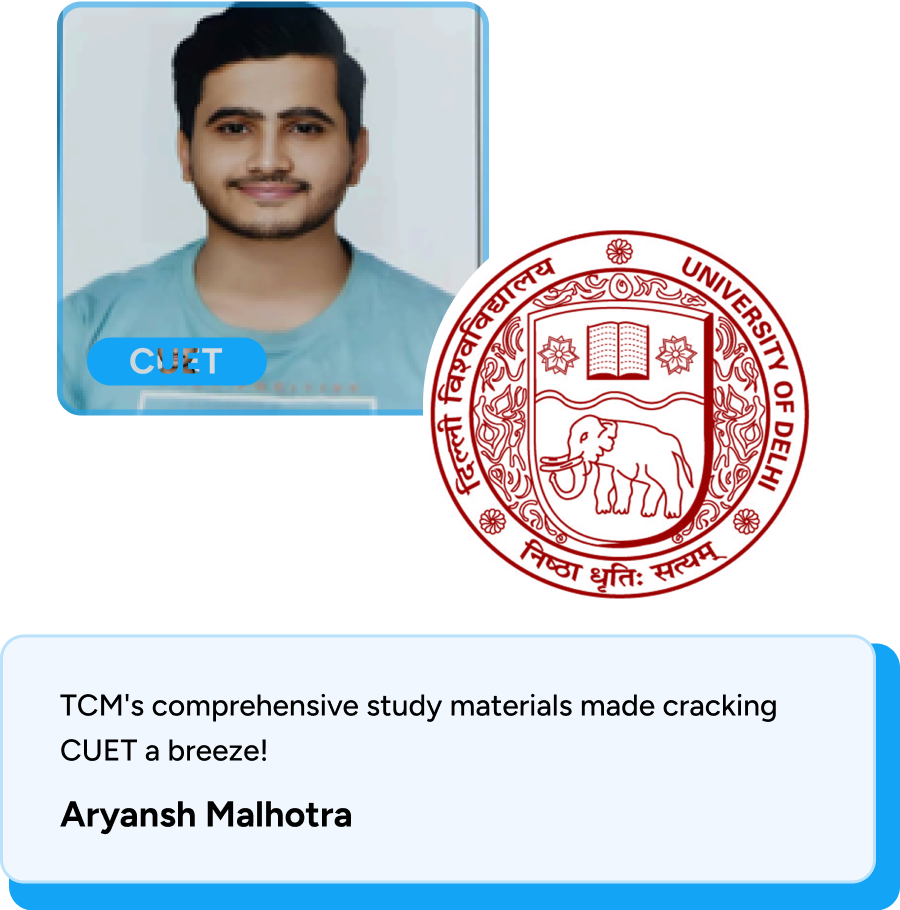 CUET
दिल्ली विश्वविद्यालय
UNIVERSITY OF DELHI
निष्ठा धृतिः सत्यम्
TCM's comprehensive study materials made cracking
CUET a breeze!
Aryansh Malhotra